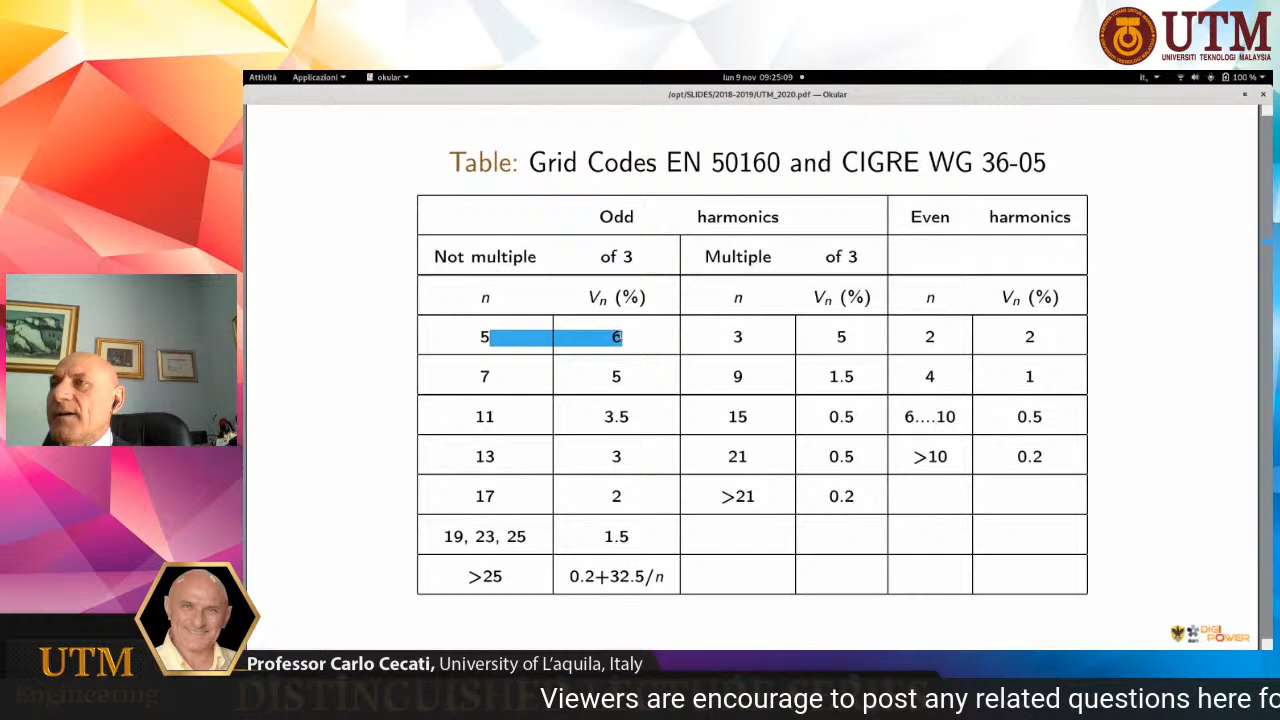 UTM
UNIVERSITI TEKNOLOGI MALAYSIA
Attività Applicazioni okular lun 9 nov 09:25:09 it, 100 %
/opt/SLIDES/2018-2019/UTM_2020.pdf — Okular
Table: Grid Codes EN 50160 and CIGRE WG 36-05
Odd harmonics Even harmonics
Not multiple of 3 Multiple of 3
n Vn (%) n Vn (%) n Vn (%)
5 6 3 5 2 2
7 5 9 1.5 4 1
11 3.5 15 0.5 6....10 0.5
13 3 21 0.5 >10 0.2
17 2 >21 0.2
19, 23, 25 1.5
>25 0.2+32.5/n
DIGI
POWER
Professor Carlo Cecati, University of L'aquila, Italy
UTM
Engineering
Viewers are encourage to post any related questions here fo